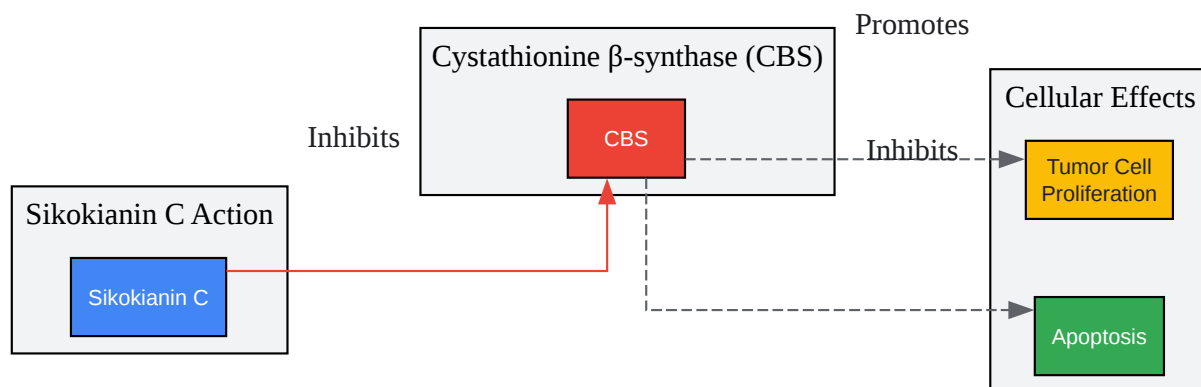 Promotes
Cystathionine β-synthase (CBS)
CBS
Inhibits
Inhibits
Cellular Effects
Tumor Cell
Proliferation
Sikokianin C Action
Sikokianin C
Apoptosis